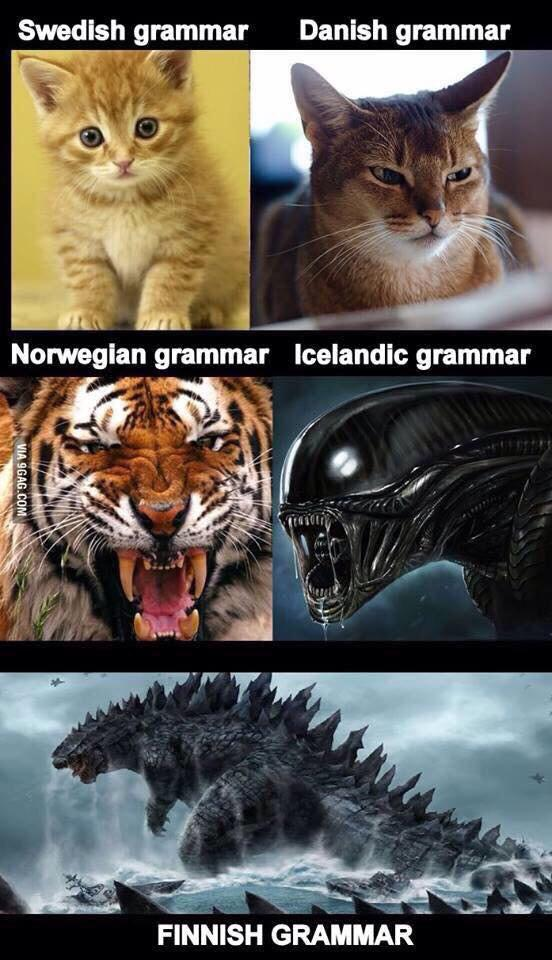 Swedish grammar
Danish grammar
Norwegian grammar
Icelandic grammar
VIA 9GAG.COM
FINNISH GRAMMAR